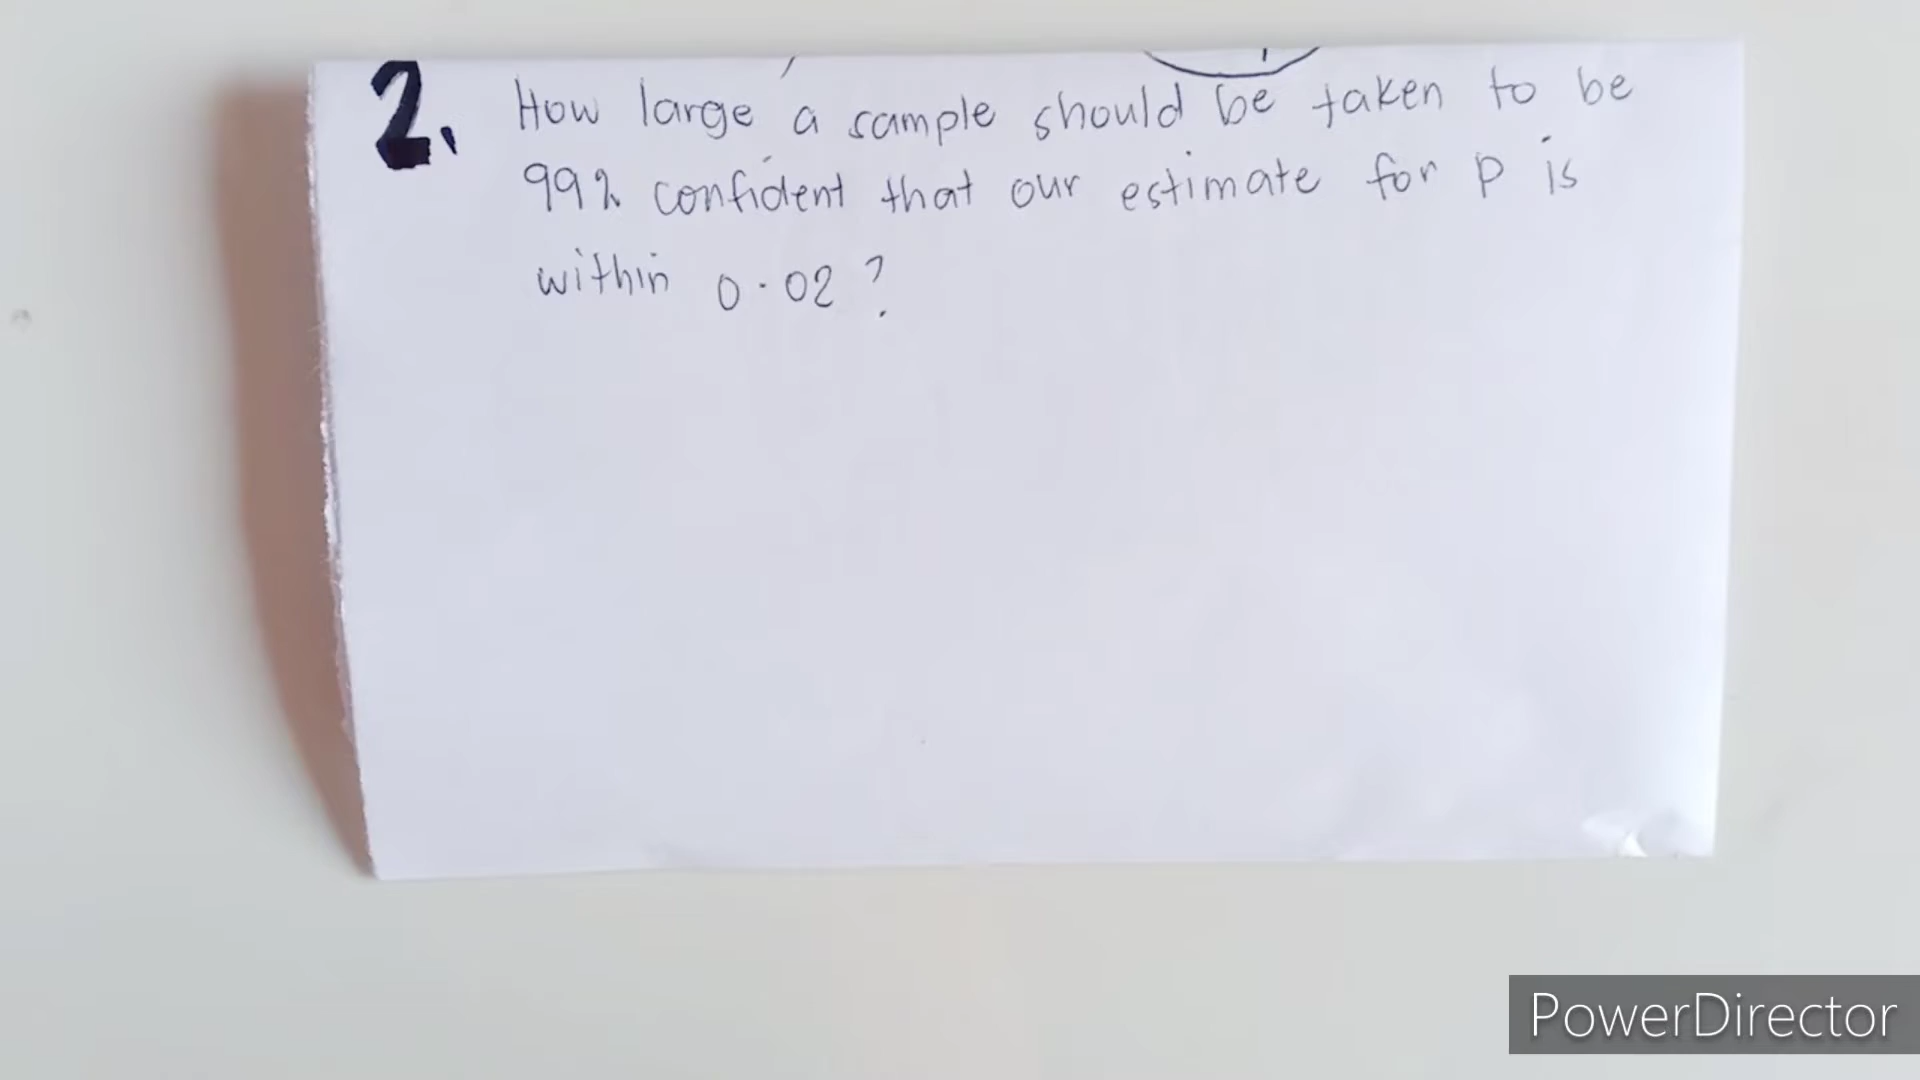 2. How large a sample should be taken to be
99% confident that our estimate for p is
within 0.02?
PowerDirector